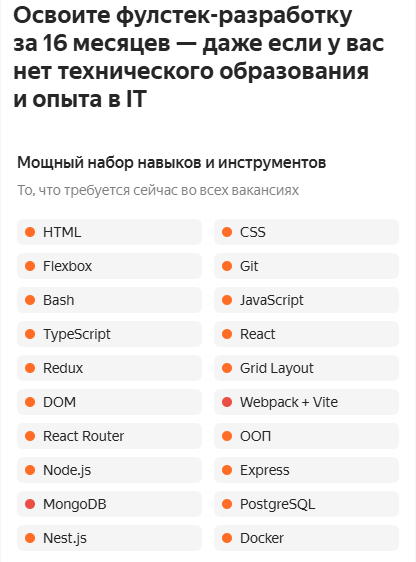 Освоите фулстек-разработку
за 16 месяцев — даже если у вас
нет технического образования
и опыта в IT
Мощный набор навыков и инструментов
То, что требуется сейчас во всех вакансиях
HTML
CSS
Flexbox
Git
Bash
JavaScript
TypeScript
React
Redux
Grid Layout
DOM
Webpack + Vite
React Router
ООП
Node.js
Express
MongoDB
PostgreSQL
Nest.js
Docker